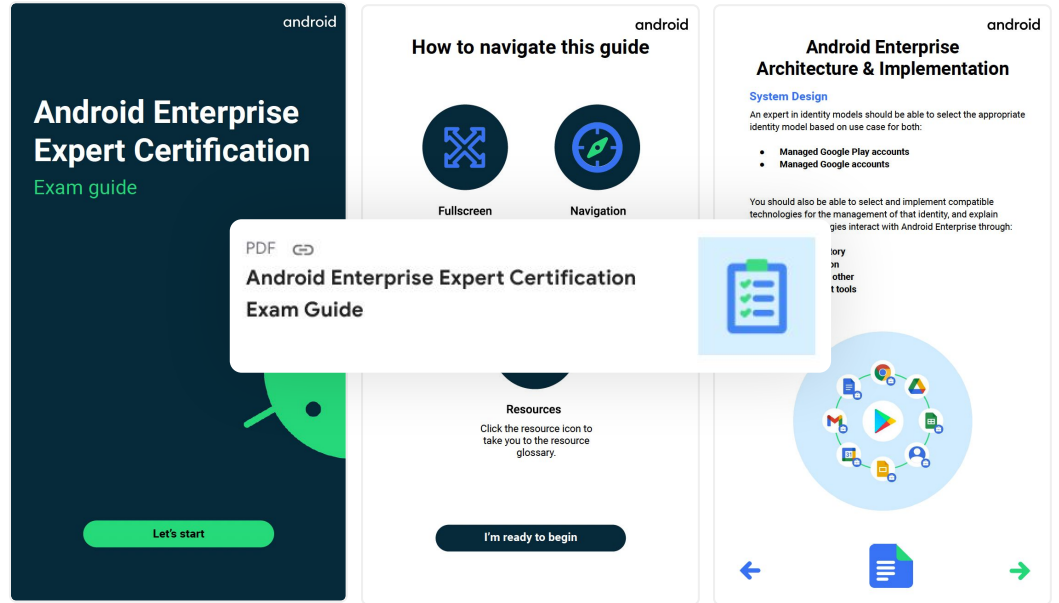 android
Android Enterprise
Expert Certification
Exam guide
Let's start
android
How to navigate this guide
Fullscreen
Navigation
Resources
Click the resource icon to
take you to the resource
glossary.
I'm ready to begin
PDF
Android Enterprise Expert Certification
Exam Guide
android
Android Enterprise
Architecture & Implementation
System Design
An expert in identity models should be able to select the appropriate
identity model based on use case for both:
● Managed Google Play accounts
● Managed Google accounts
You should also be able to select and implement compatible
technologies for the management of that identity, and explain
gies interact with Android Enterprise through:
tory
on
other
t tools
31